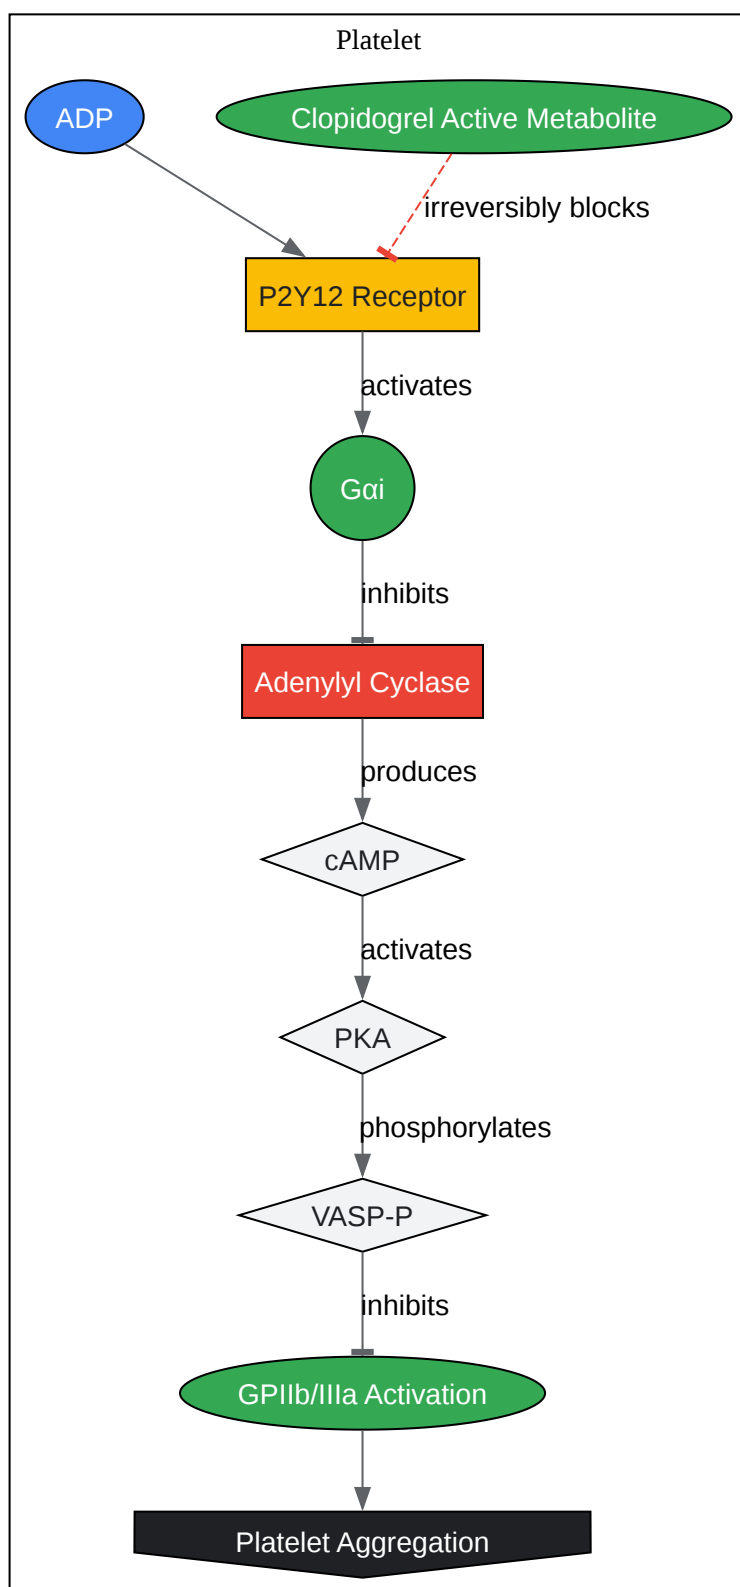 Platelet
ADP
Clopidogrel Active Metabolite
irreversibly blocks
P2Y12 Receptor
activates
Gαi
inhibits
Adenylyl Cyclase
produces
cAMP
activates
PKA
phosphorylates
VASP-P
inhibits
GPIIb/IIIa Activation
Platelet Aggregation